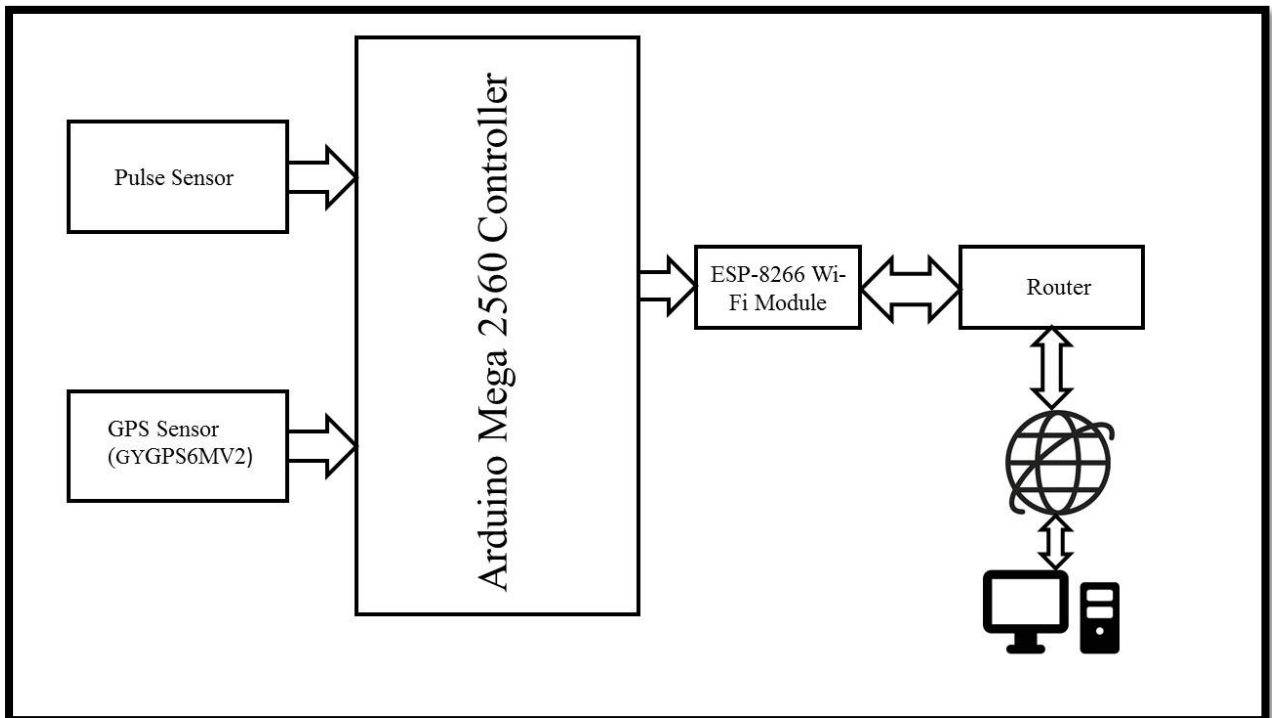 Pulse Sensor
GPS Sensor
(GYGPS6MV2)
Arduino Mega 2560 Controller
ESP-8266 Wi-
Fi Module
Router